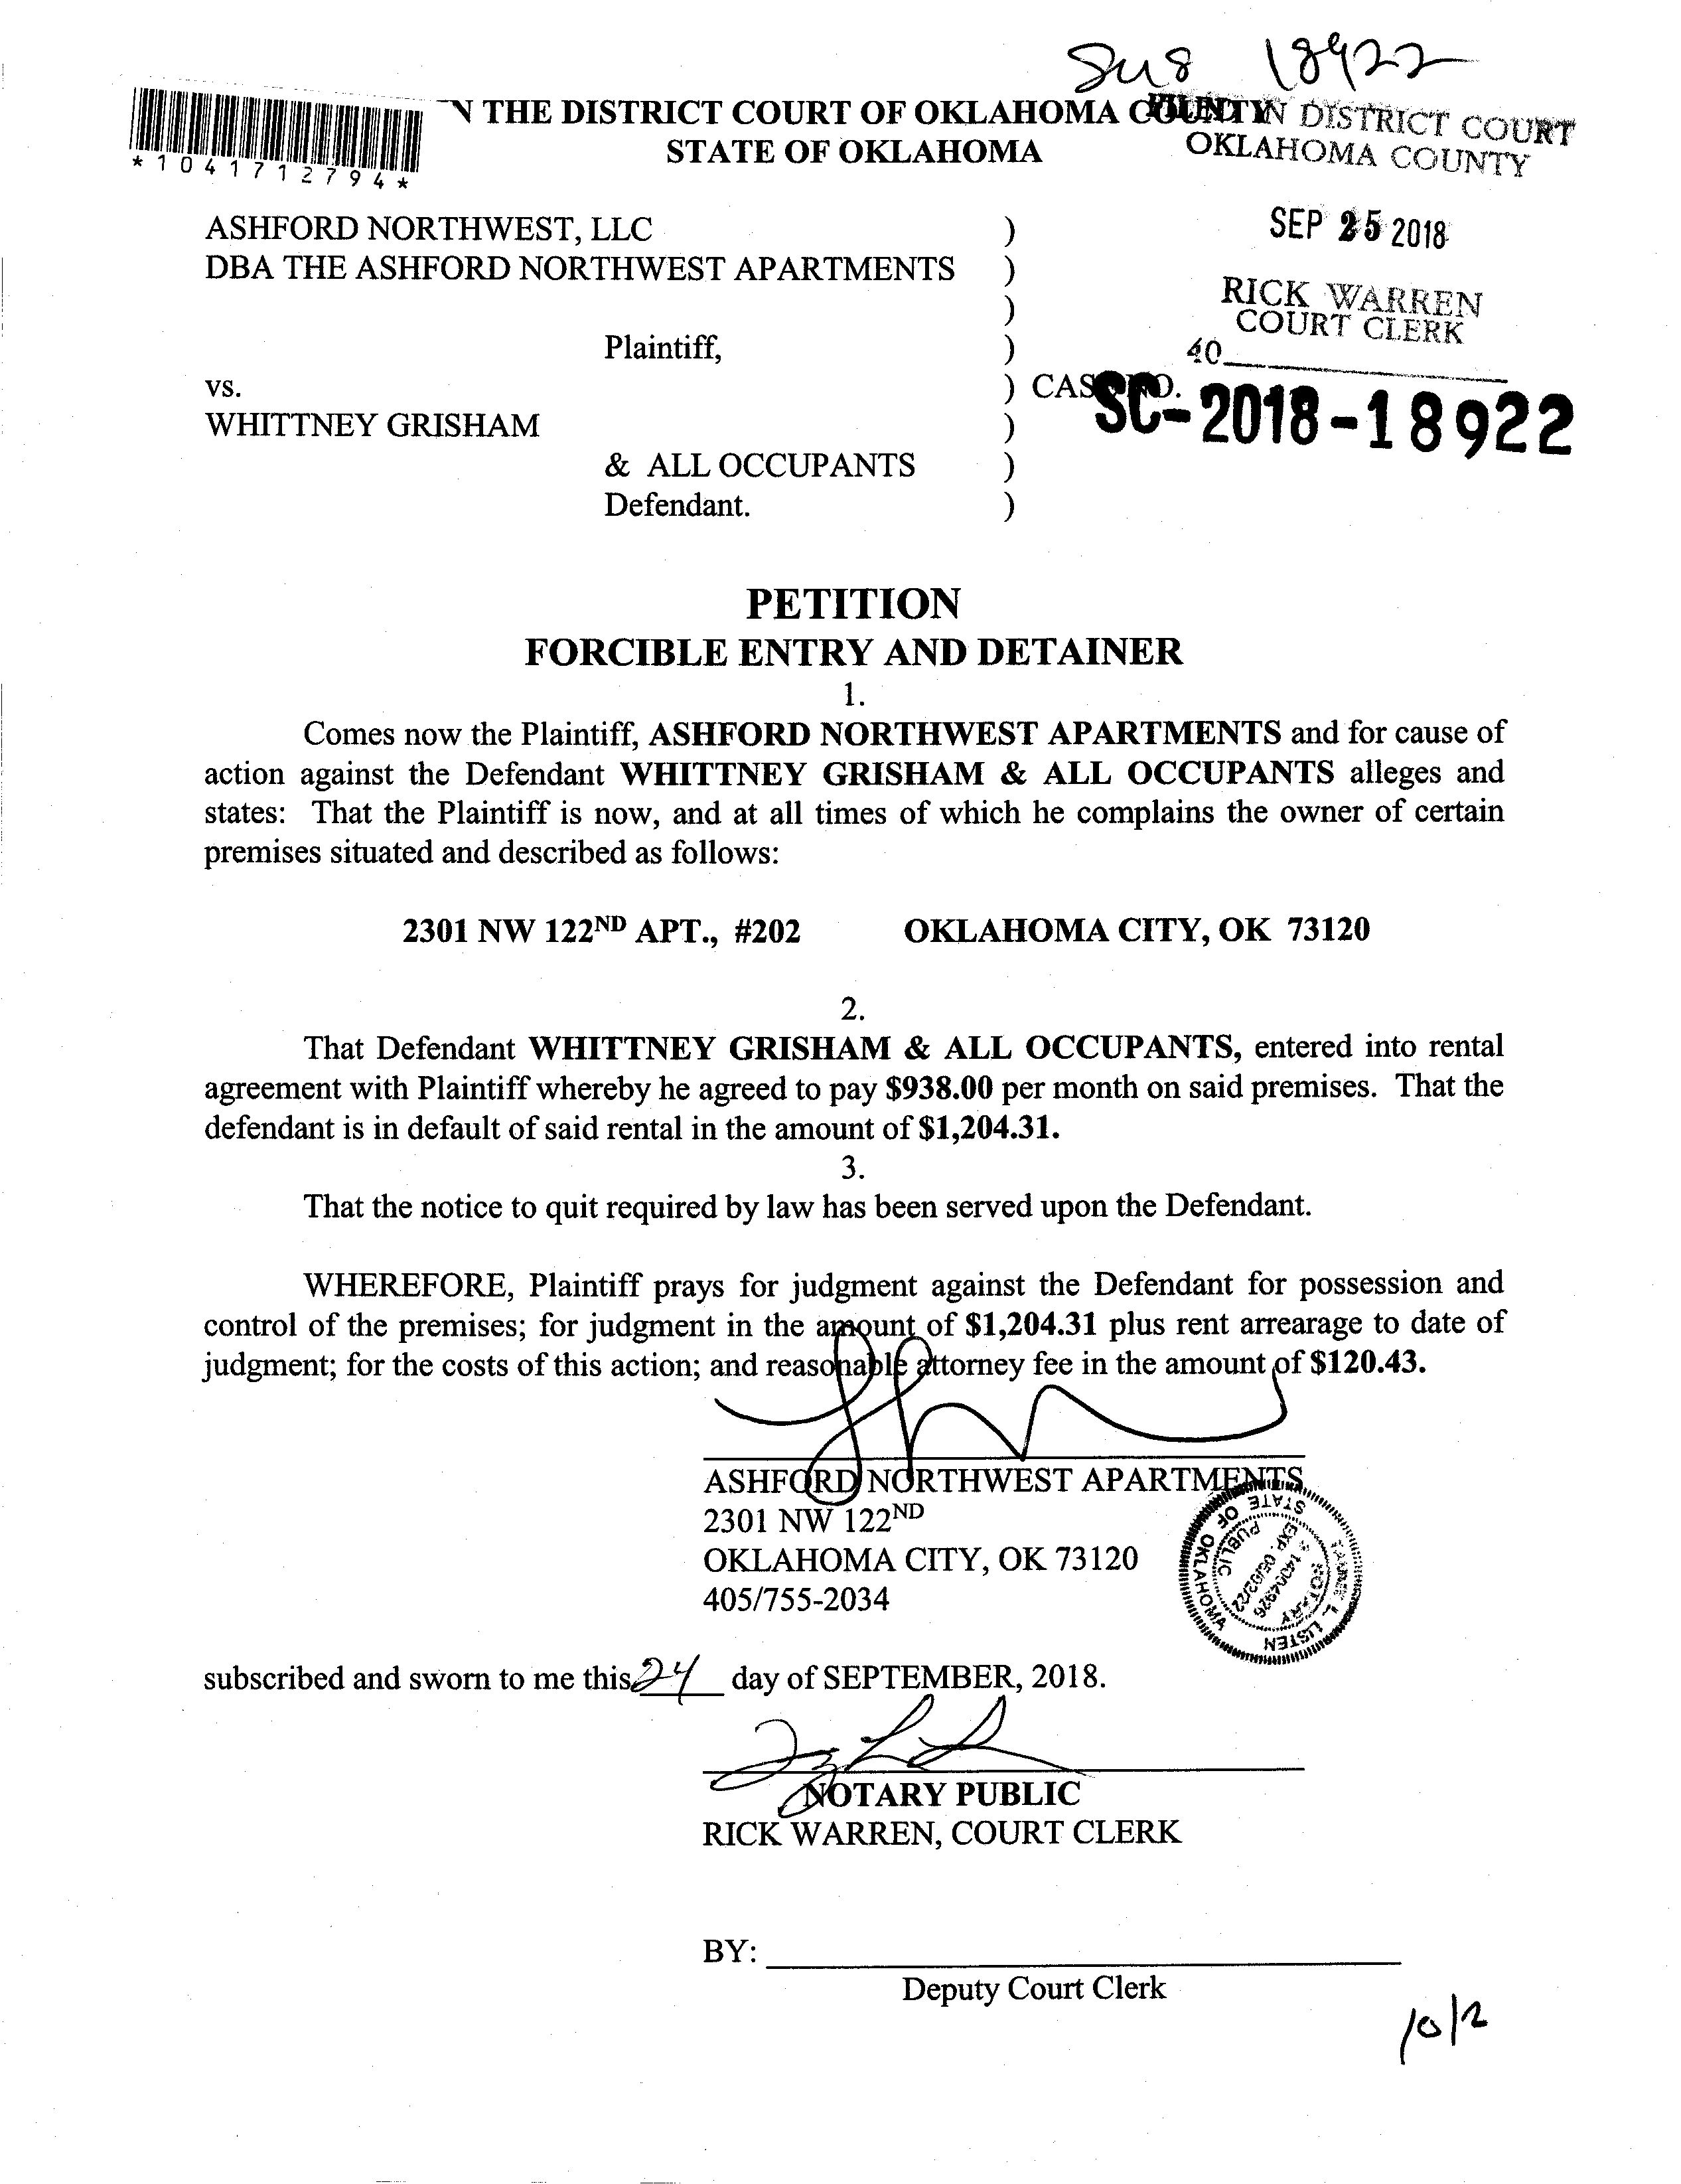 18922
N THE DISTRICT COURT OF OKLAHOMA COUNTY
STATE OF OKLAHOMA
FILED IN DISTRICT COURT
OKLAHOMA COUNTY
*1041712794*
SEP 25 2018
RICK WARREN
COURT CLERK
40
ASHFORD NORTHWEST, LLC )
DBA THE ASHFORD NORTHWEST APARTMENTS )
)
Plaintiff, )
vs. ) CASE NO.
SC-2018-18922
WHITTNEY GRISHAM )
& ALL OCCUPANTS )
Defendant. )
PETITION
FORCIBLE ENTRY AND DETAINER
1.
Comes now the Plaintiff, ASHFORD NORTHWEST APARTMENTS and for cause of
action against the Defendant WHITTNEY GRISHAM & ALL OCCUPANTS alleges and
states: That the Plaintiff is now, and at all times of which he complains the owner of certain
premises situated and described as follows:
2301 NW 122ND APT., #202 OKLAHOMA CITY, OK 73120
2.
That Defendant WHITTNEY GRISHAM & ALL OCCUPANTS, entered into rental
agreement with Plaintiff whereby he agreed to pay $938.00 per month on said premises. That the
defendant is in default of said rental in the amount of $1,204.31.
3.
That the notice to quit required by law has been served upon the Defendant.
WHEREFORE, Plaintiff prays for judgment against the Defendant for possession and
control of the premises; for judgment in the amount of $1,204.31 plus rent arrearage to date of
judgment; for the costs of this action; and reasonable attorney fee in the amount of $120.43.
ASHFORD NORTHWEST APARTMENTS
2301 NW 122ND
OKLAHOMA CITY, OK 73120
405/755-2034
L. LISTEN
NOTARY
PUBLIC
# 14004926
EXP. 05/02/22
STATE OF OKLAHOMA
subscribed and sworn to me this 24 day of SEPTEMBER, 2018.
NOTARY PUBLIC
RICK WARREN, COURT CLERK
BY:
Deputy Court Clerk
10/2